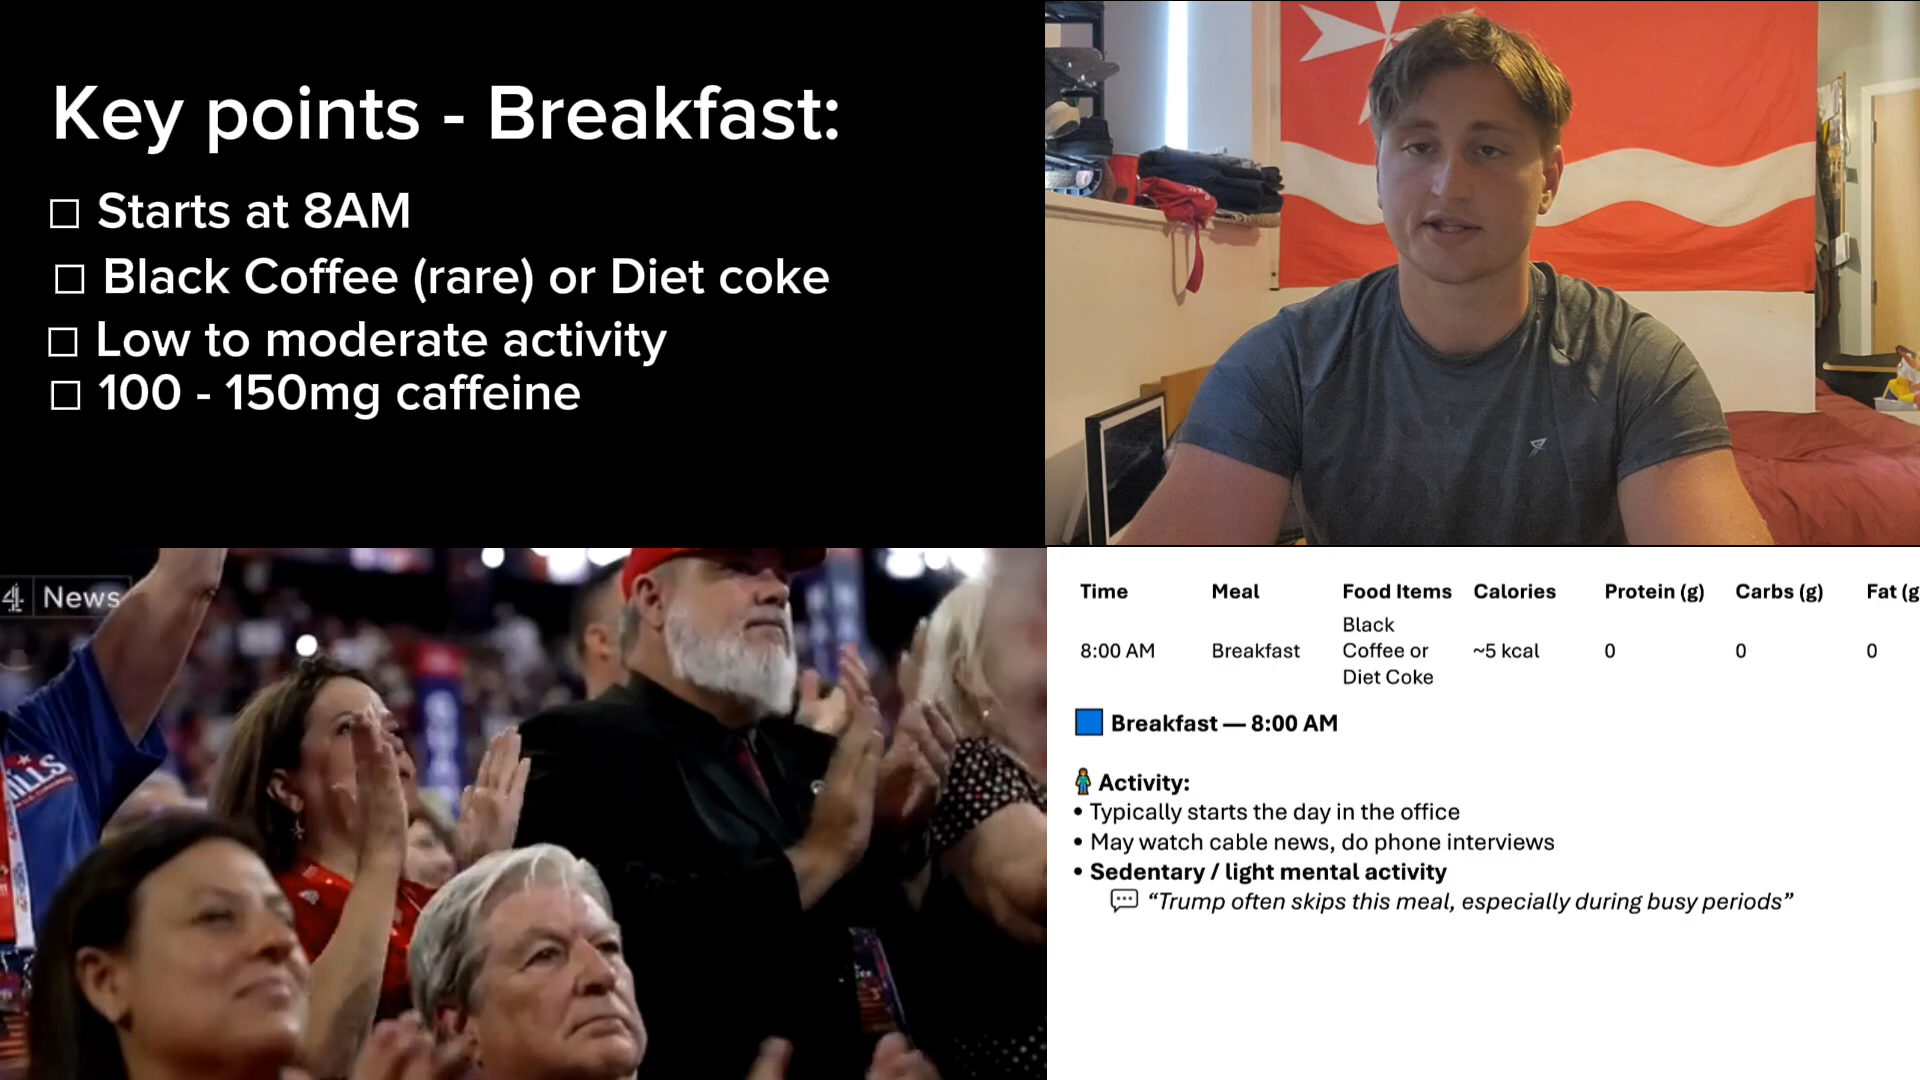 Key points - Breakfast:
☐ Starts at 8AM
☐ Black Coffee (rare) or Diet coke
☐ Low to moderate activity
☐ 100 - 150mg caffeine
4 News
Time Meal Food Items Calories Protein (g) Carbs (g) Fat (g
8:00 AM Breakfast Black Coffee or Diet Coke ~5 kcal 0 0 0
Breakfast — 8:00 AM
Activity:
• Typically starts the day in the office
• May watch cable news, do phone interviews
• Sedentary / light mental activity
“Trump often skips this meal, especially during busy periods”